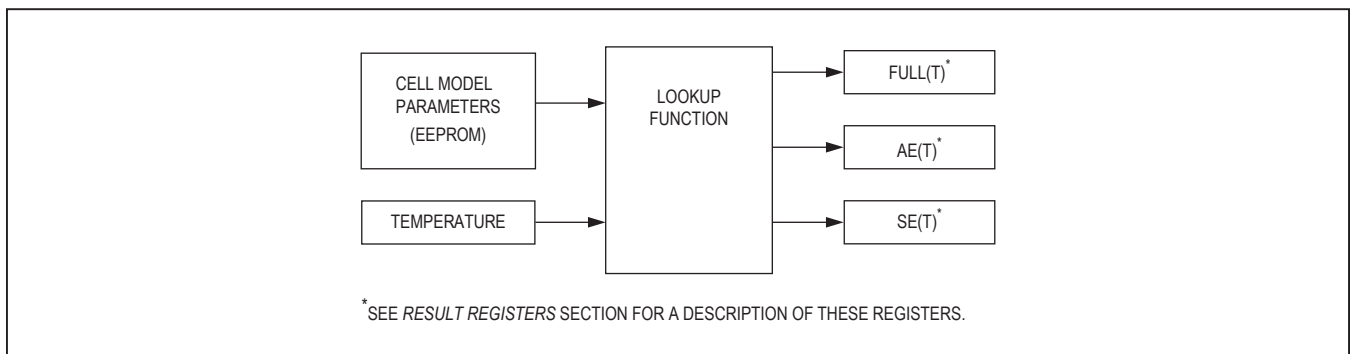 CELL MODEL
PARAMETERS
(EEPROM)
TEMPERATURE
LOOKUP
FUNCTION
FULL(T)*
AE(T)*
SE(T)*
*SEE RESULT REGISTERS SECTION FOR A DESCRIPTION OF THESE REGISTERS.